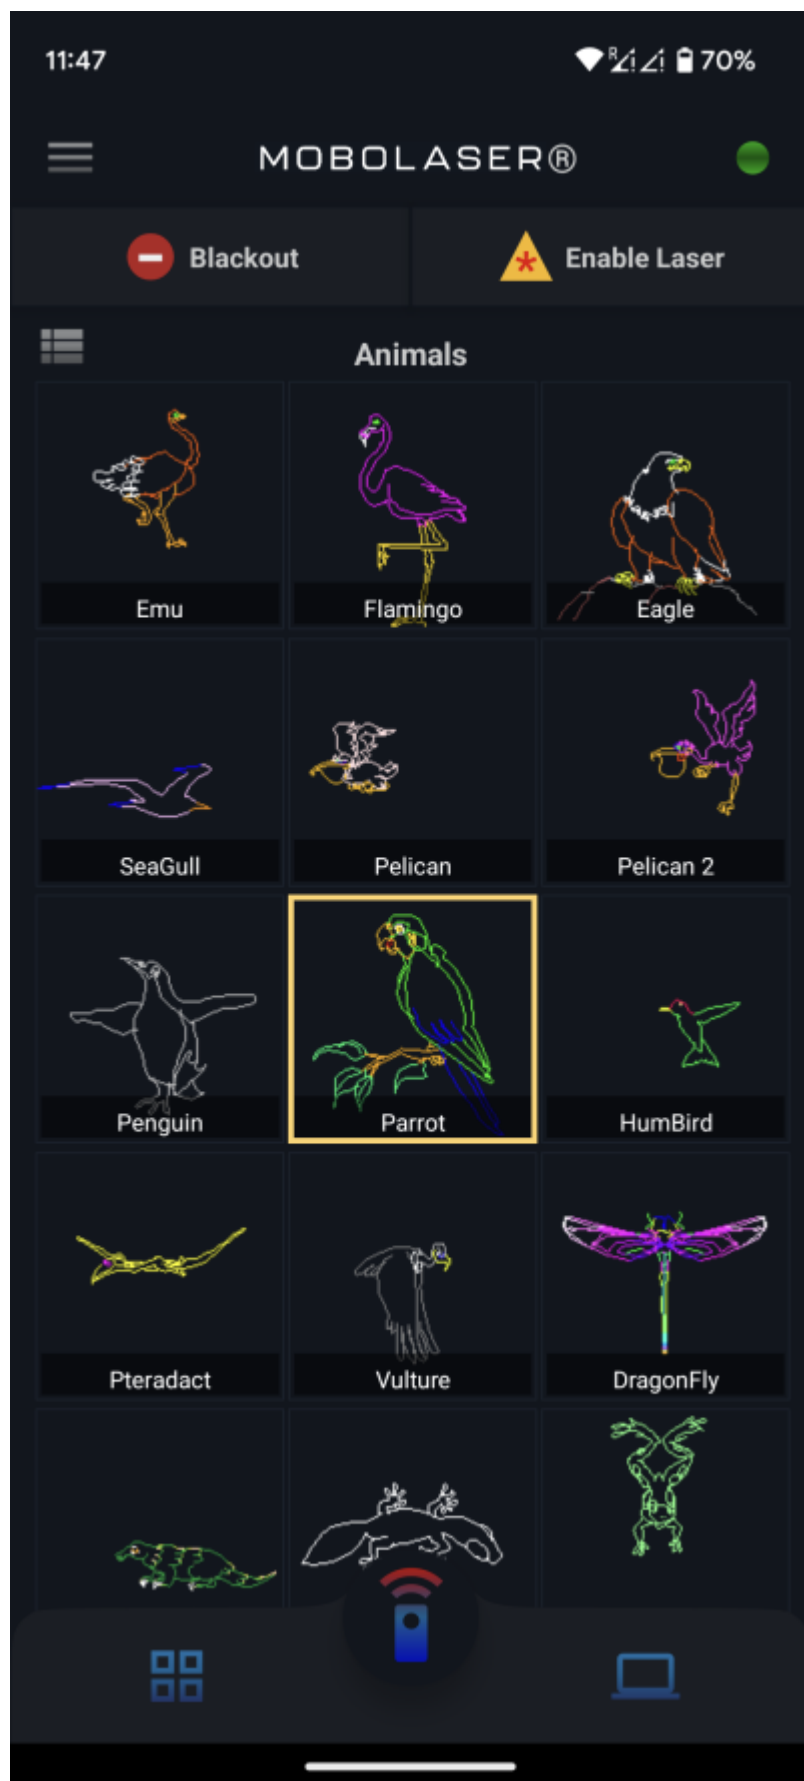 11:47 R 70%
MOBOLASER®
Blackout Enable Laser
Animals
Emu Flamingo Eagle
SeaGull Pelican Pelican 2
Penguin Parrot HumBird
Pteradact Vulture DragonFly